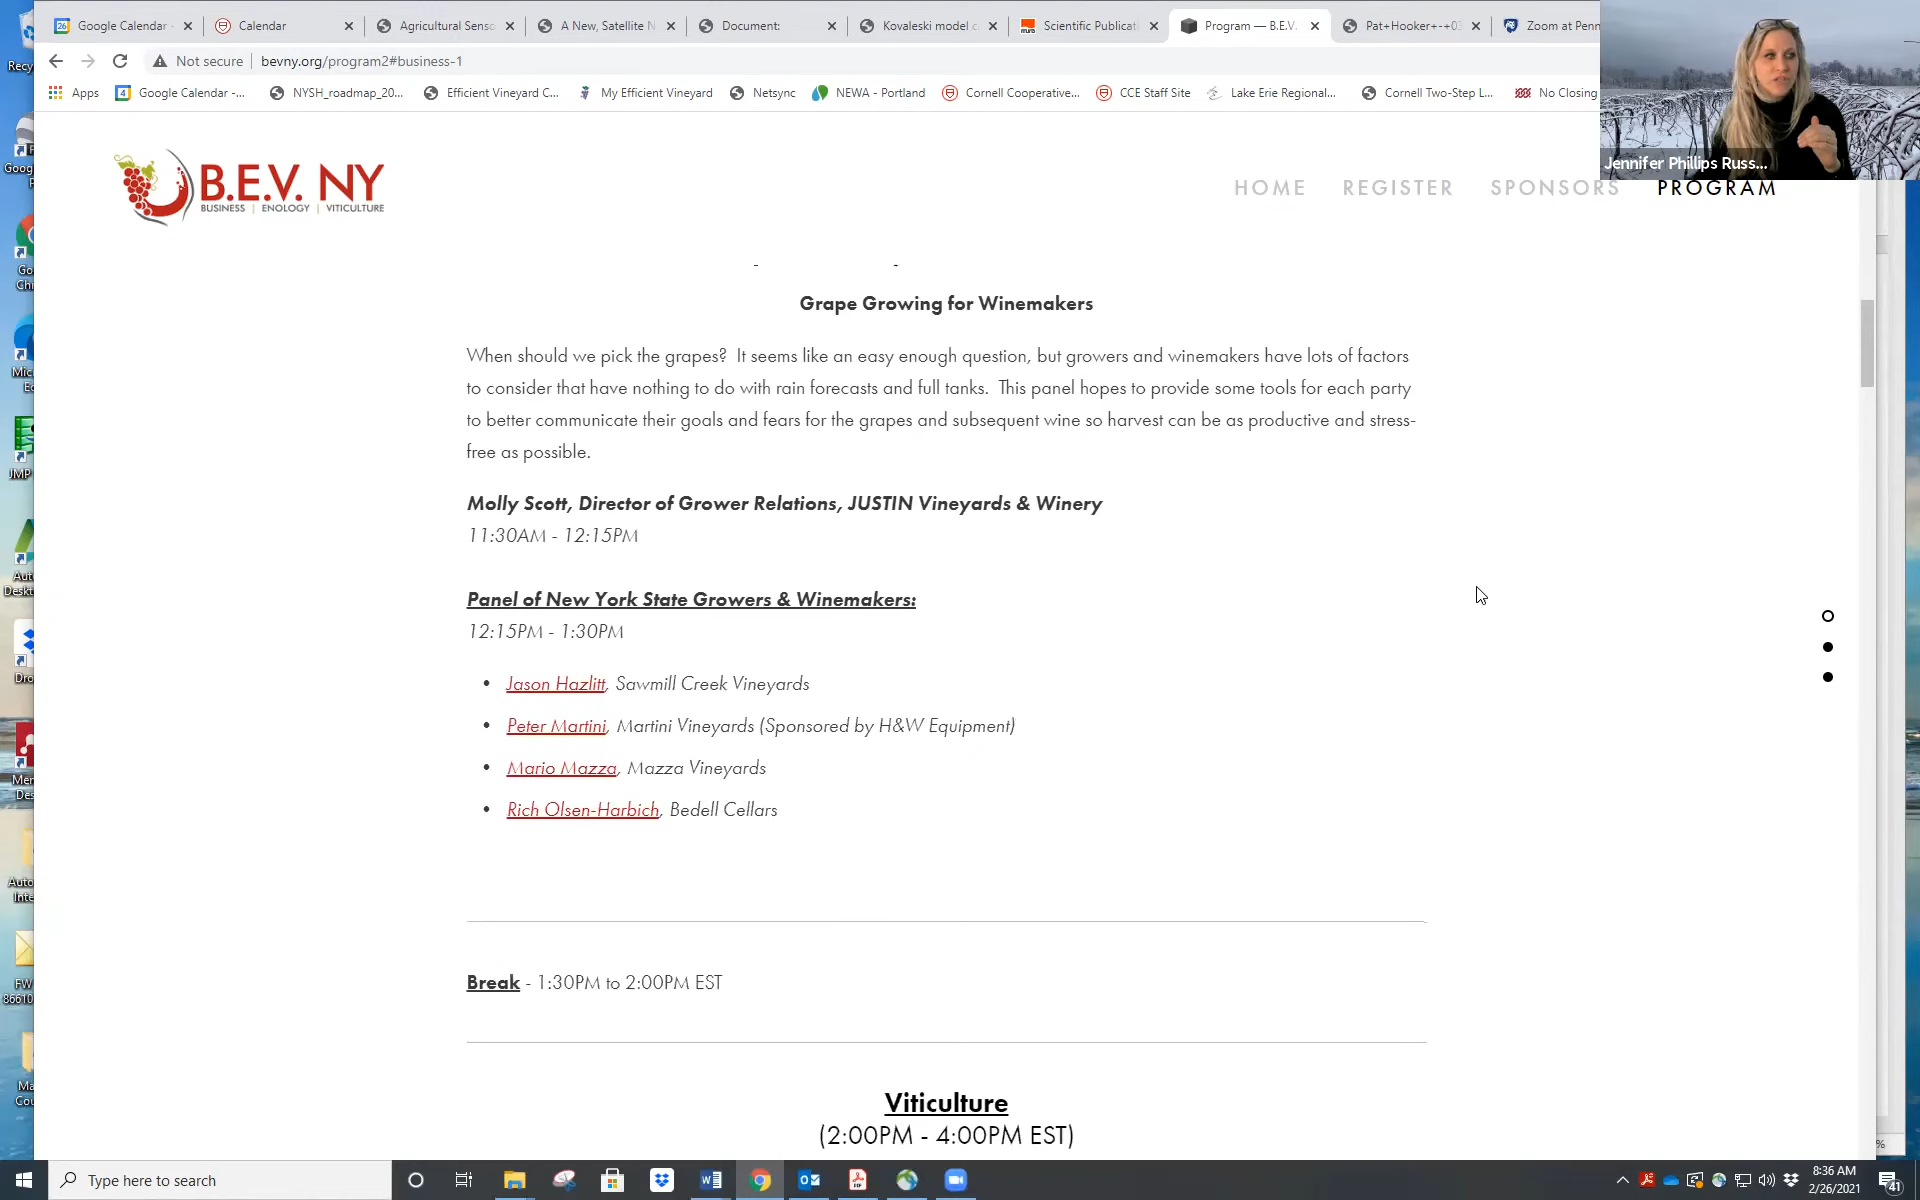 Google Calendar -
Calendar
Agricultural Senso
A New, Satellite N
Document:
Kovaleski model c
Scientific Publicati
Program — B.E.V.
Pat+Hooker+-+03
Zoom at Penn
Not secure
bevny.org/program2#business-1
Apps
Google Calendar -...
NYSH_roadmap_20...
Efficient Vineyard C...
My Efficient Vineyard
Netsync
NEWA - Portland
Cornell Cooperative...
CCE Staff Site
Lake Erie Regional...
Cornell Two-Step L...
No Closing
Jennifer Phillips Russ...
B.E.V. NY
BUSINESS | ENOLOGY | VITICULTURE
HOME REGISTER SPONSORS PROGRAM
Grape Growing for Winemakers
When should we pick the grapes? It seems like an easy enough question, but growers and winemakers have lots of factors
to consider that have nothing to do with rain forecasts and full tanks. This panel hopes to provide some tools for each party
to better communicate their goals and fears for the grapes and subsequent wine so harvest can be as productive and stress-
free as possible.
Molly Scott, Director of Grower Relations, JUSTIN Vineyards & Winery
11:30AM - 12:15PM
Panel of New York State Growers & Winemakers:
12:15PM - 1:30PM
• Jason Hazlitt, Sawmill Creek Vineyards
• Peter Martini, Martini Vineyards (Sponsored by H&W Equipment)
• Mario Mazza, Mazza Vineyards
• Rich Olsen-Harbich, Bedell Cellars
Break - 1:30PM to 2:00PM EST
Viticulture
(2:00PM - 4:00PM EST)
Type here to search
8:36 AM
2/26/2021
41